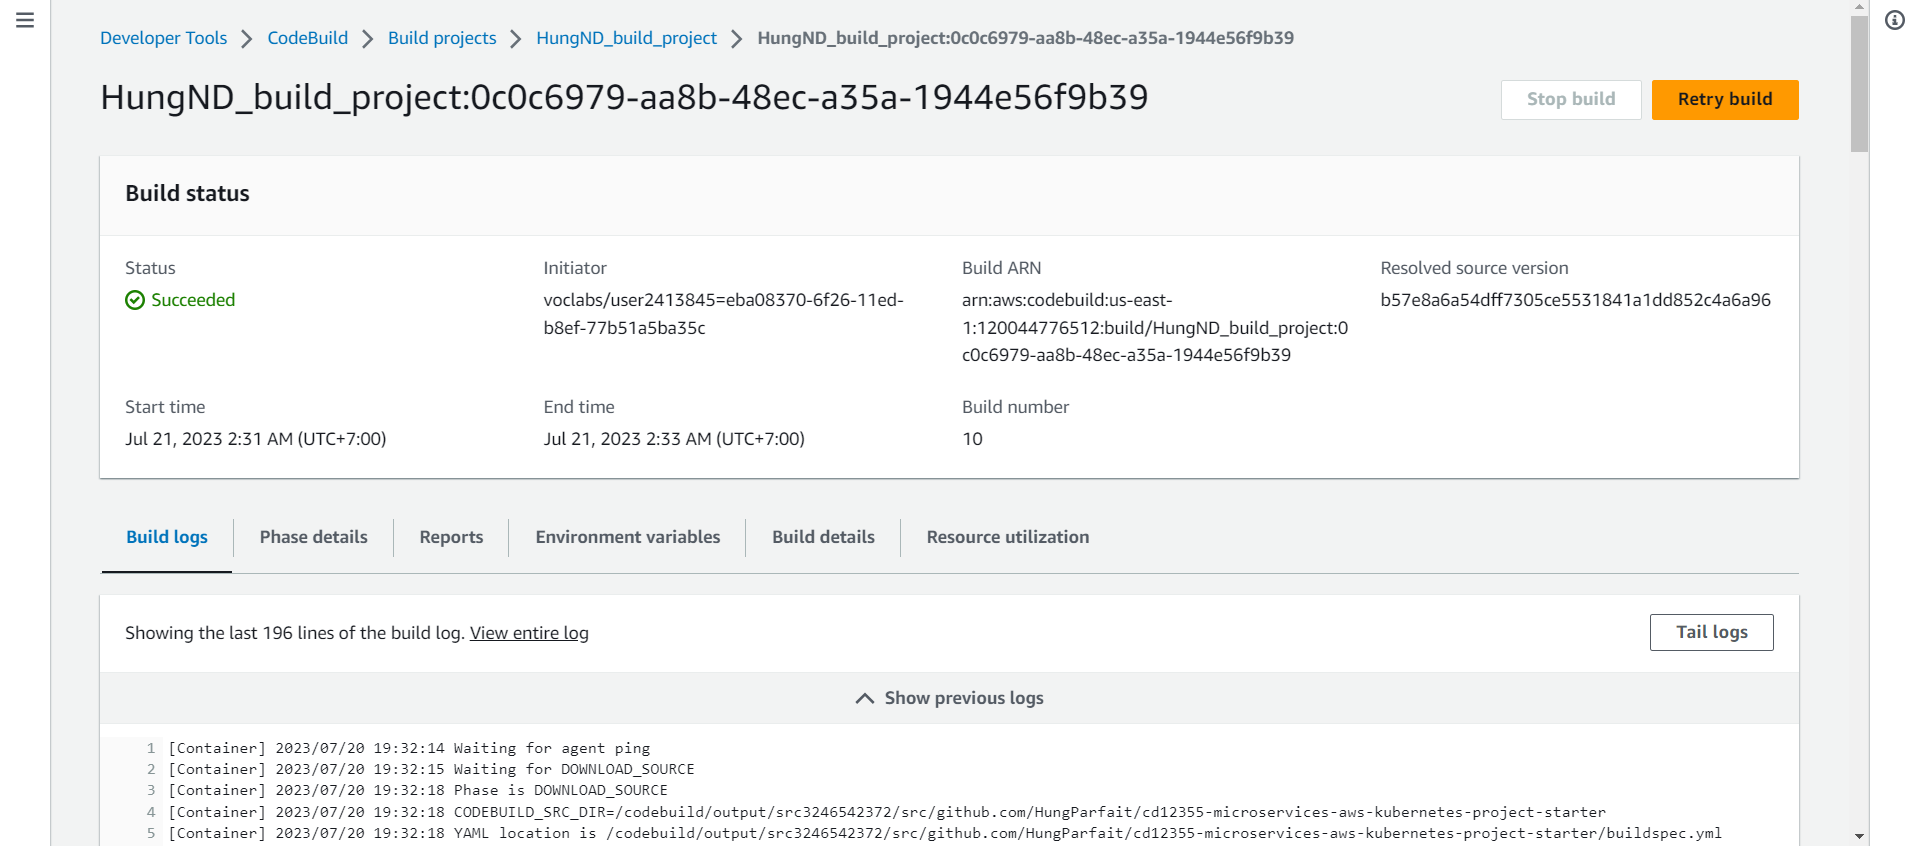 Developer Tools > CodeBuild > Build projects > HungND_build_project > HungND_build_project:0c0c6979-aa8b-48ec-a35a-1944e56f9b39
HungND_build_project:0c0c6979-aa8b-48ec-a35a-1944e56f9b39
Stop build
Retry build
Build status
Status
Succeeded
Initiator
voclabs/user2413845=eba08370-6f26-11ed-
b8ef-77b51a5ba35c
Build ARN
arn:aws:codebuild:us-east-
1:120044776512:build/HungND_build_project:0
c0c6979-aa8b-48ec-a35a-1944e56f9b39
Resolved source version
b57e8a6a54dff7305ce5531841a1dd852c4a6a96
Start time
Jul 21, 2023 2:31 AM (UTC+7:00)
End time
Jul 21, 2023 2:33 AM (UTC+7:00)
Build number
10
Build logs
Phase details
Reports
Environment variables
Build details
Resource utilization
Showing the last 196 lines of the build log. View entire log
Tail logs
Show previous logs
1 [Container] 2023/07/20 19:32:14 Waiting for agent ping
2 [Container] 2023/07/20 19:32:15 Waiting for DOWNLOAD_SOURCE
3 [Container] 2023/07/20 19:32:18 Phase is DOWNLOAD_SOURCE
4 [Container] 2023/07/20 19:32:18 CODEBUILD_SRC_DIR=/codebuild/output/src3246542372/src/github.com/HungParfait/cd12355-microservices-aws-kubernetes-project-starter
5 [Container] 2023/07/20 19:32:18 YAML location is /codebuild/output/src3246542372/src/github.com/HungParfait/cd12355-microservices-aws-kubernetes-project-starter/buildspec.yml